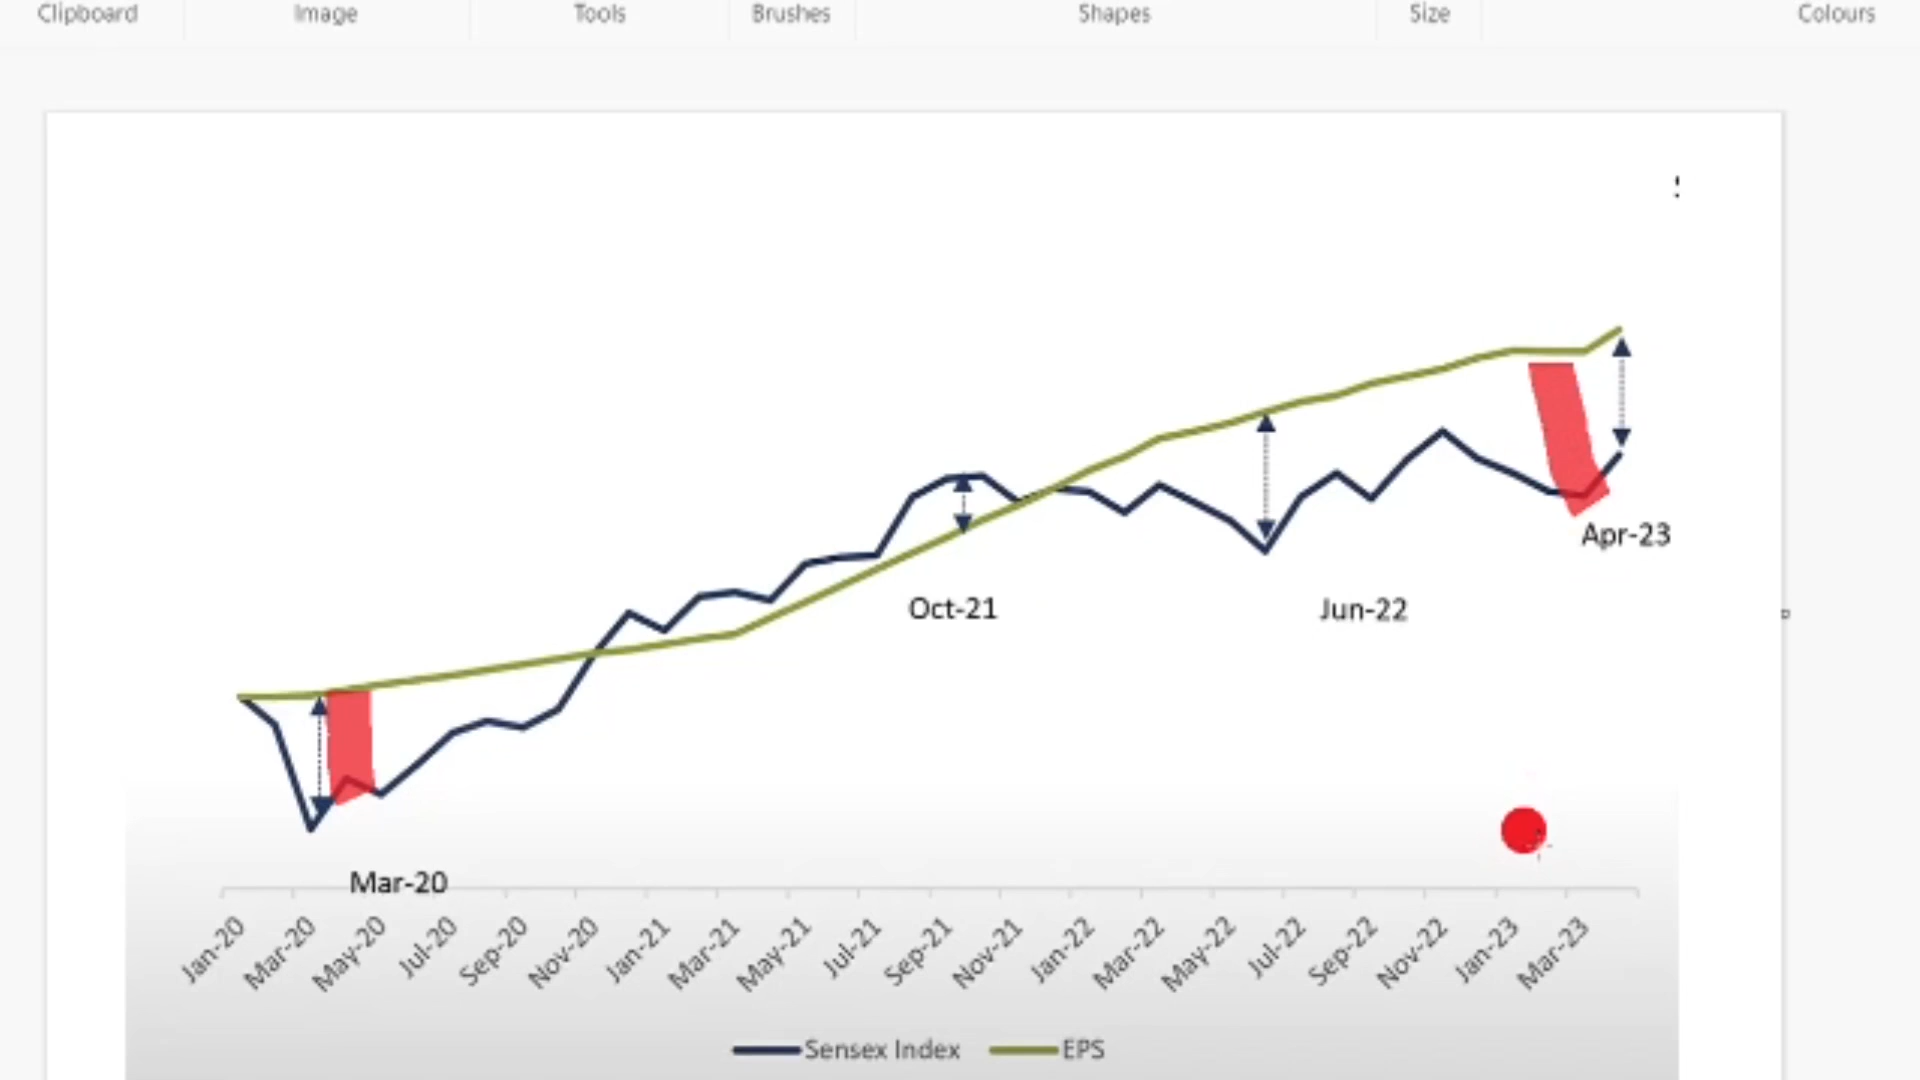 Clipboard Image Tools Brushes Shapes Size Colours
Apr-23
Oct-21 Jun-22
Mar-20
Jan-20 Mar-20 May-20 Jul-20 Sep-20 Nov-20 Jan-21 Mar-21 May-21 Jul-21 Sep-21 Nov-21 Jan-22 Mar-22 May-22 Jul-22 Sep-22 Nov-22 Jan-23 Mar-23
Sensex Index EPS